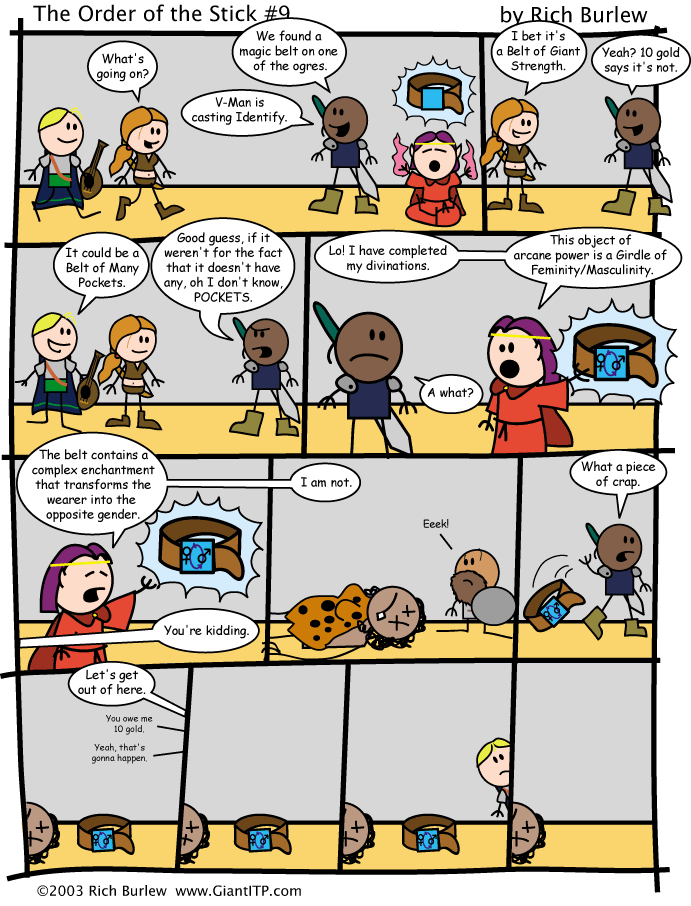 The Order of the Stick #9
by Rich Burlew
What's
going on?
We found a
magic belt on one
of the ogres.
V-Man is
casting Identify.
I bet it's
a Belt of Giant
Strength.
Yeah? 10 gold
says it's not.
It could be a
Belt of Many
Pockets.
Good guess, if it
weren't for the fact
that it doesn't have
any, oh I don't know,
POCKETS.
Lo! I have completed
my divinations.
This object of
arcane power is a Girdle of
Feminity/Masculinity.
A what?
The belt contains a
complex enchantment
that transforms the
wearer into the
opposite gender.
You're kidding.
I am not.
Eeek!
What a piece
of crap.
Let's get
out of here.
You owe me
10 gold.
Yeah, that's
gonna happen.
©2003 Rich Burlew www.GiantITP.com